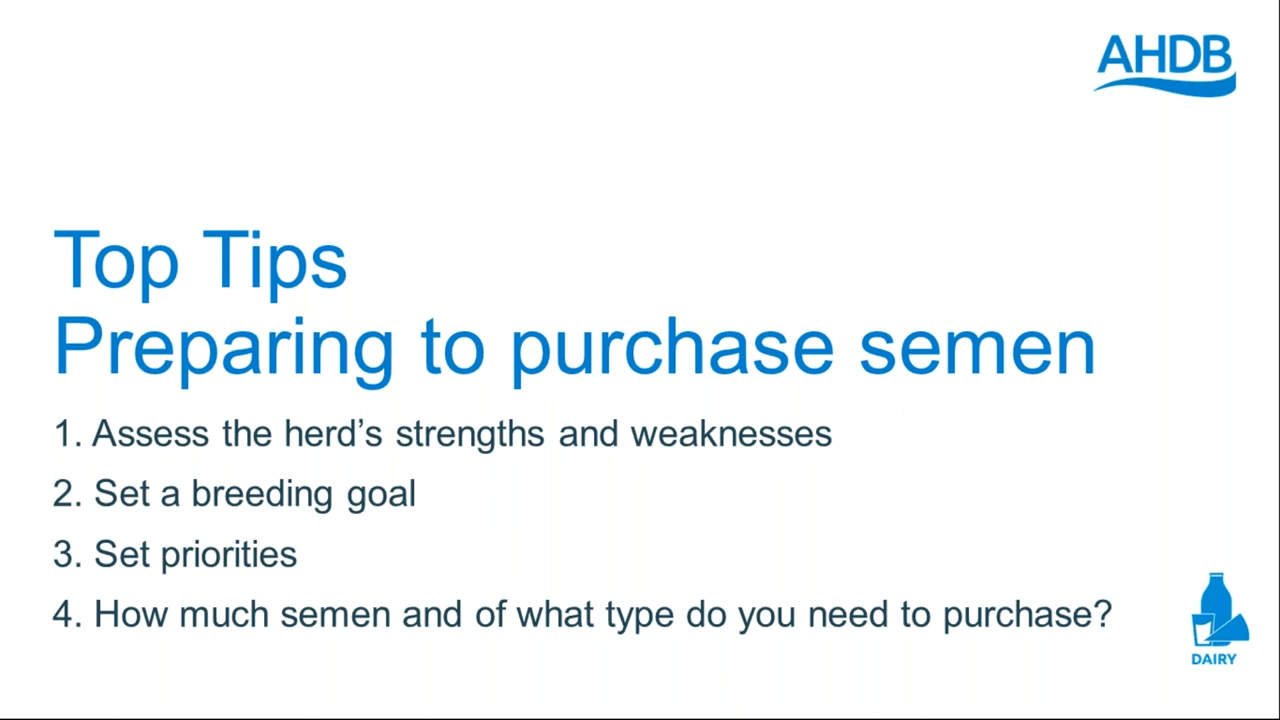 AHDB
Top Tips
Preparing to purchase semen
1. Assess the herd’s strengths and weaknesses
2. Set a breeding goal
3. Set priorities
4. How much semen and of what type do you need to purchase?
DAIRY